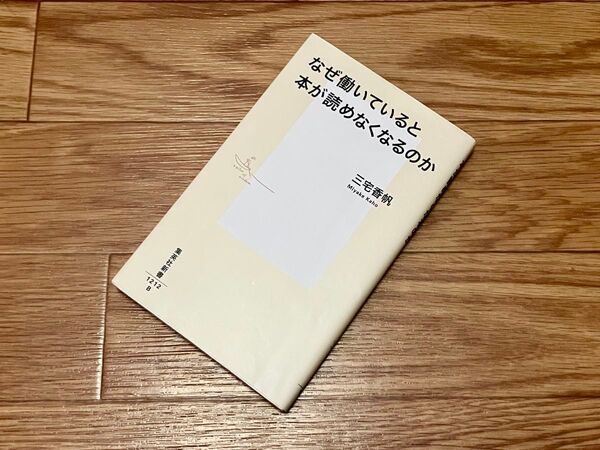 なぜ働いていると
本が読めなくなるのか
三宅香帆
Miyake Kaho
集英社新書
1212
B